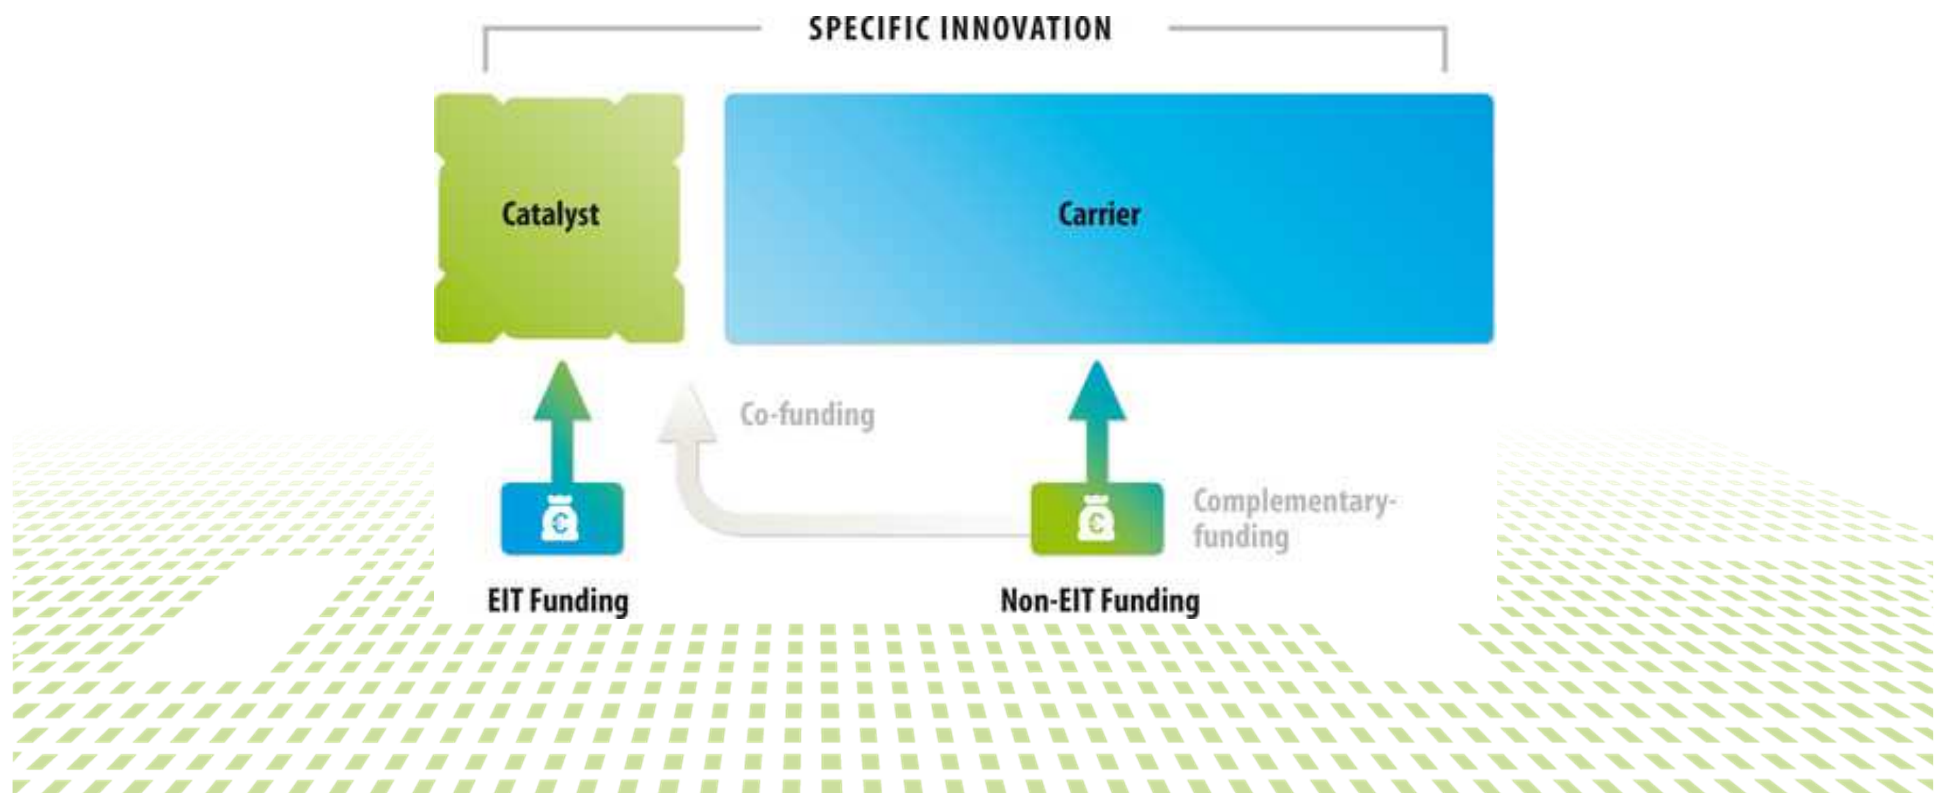 SPECIFIC INNOVATION
Catalyst
Carrier
Co-funding
Complementary-
funding
€
€
EIT Funding
Non-EIT Funding